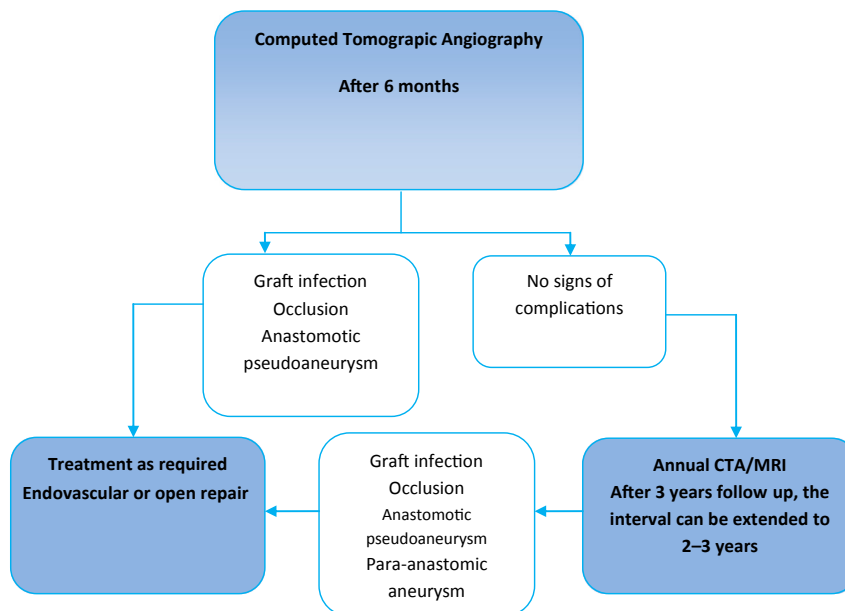 Computed Tomograpic Angiography
After 6 months
Graft infection
Occlusion
Anastomotic
pseudoaneurysm
No signs of
complications
Treatment as required
Endovascular or open repair
Graft infection
Occlusion
Anastomotic
pseudoaneurysm
Para-anastomic
aneurysm
Annual CTA/MRI
After 3 years follow up, the
interval can be extended to
2–3 years